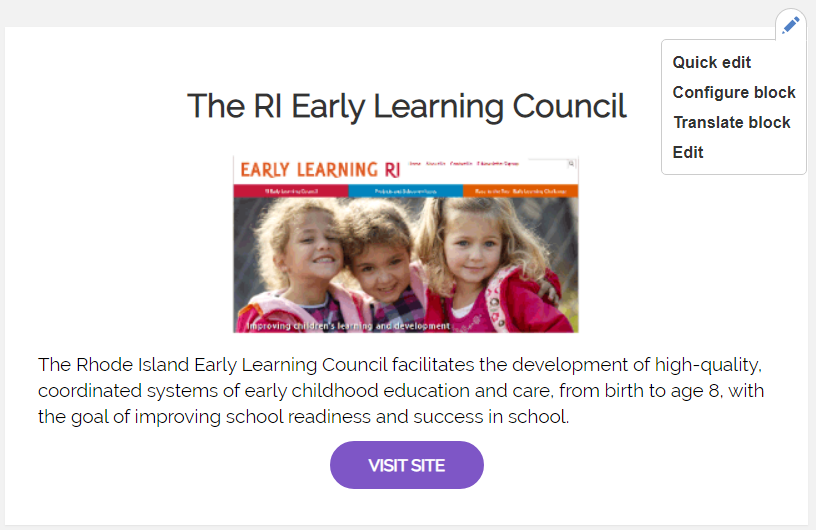 Quick edit
Configure block
Translate block
Edit
The RI Early Learning Council
EARLY LEARNING RI
Home About Us Contact Us E-Newsletter Signup
RI Early Learning Council
Projects and Subcommittees
Race to the Top - Early Learning Challenge
Improving children's learning and development
The Rhode Island Early Learning Council facilitates the development of high-quality,
coordinated systems of early childhood education and care, from birth to age 8, with
the goal of improving school readiness and success in school.
VISIT SITE